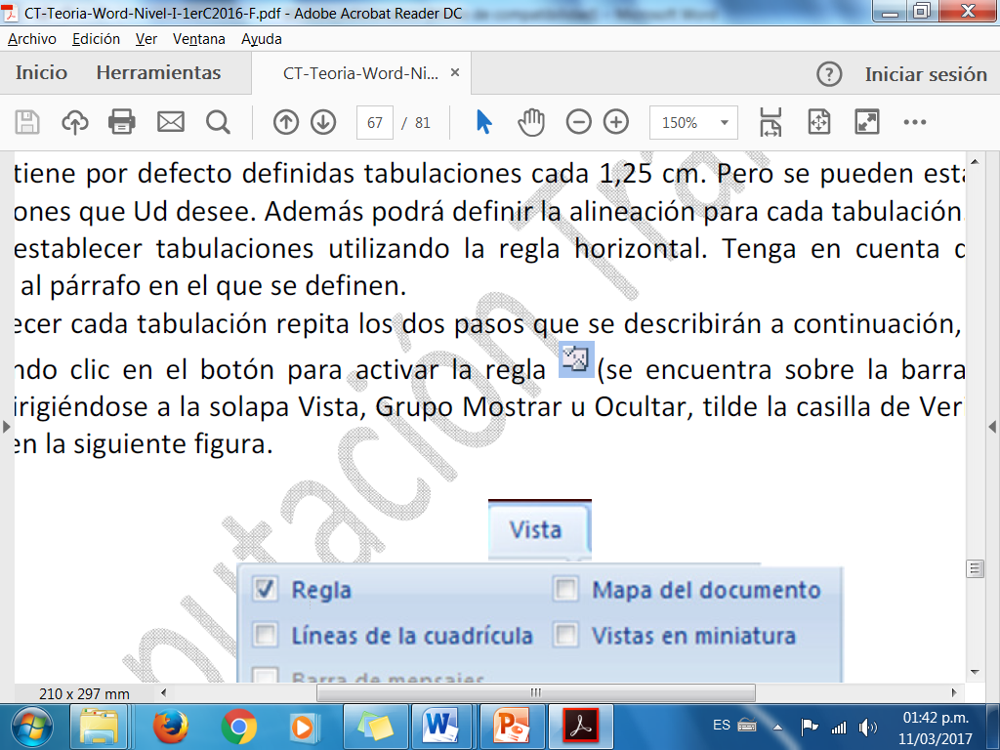 CT-Teoria-Word-Nivel-I-1erC2016-F.pdf - Adobe Acrobat Reader DC
Archivo Edición Ver Ventana Ayuda
Inicio Herramientas CT-Teoria-Word-Ni... × ? Iniciar sesión
67 / 81 150%
tiene por defecto definidas tabulaciones cada 1,25 cm. Pero se pueden esta
ones que Ud desee. Además podrá definir la alineación para cada tabulación.
establecer tabulaciones utilizando la regla horizontal. Tenga en cuenta q
al párrafo en el que se definen.
ecer cada tabulación repita los dos pasos que se describirán a continuación,
ndo clic en el botón para activar la regla (se encuentra sobre la barra
irigiéndose a la solapa Vista, Grupo Mostrar u Ocultar, tilde la casilla de Ver
en la siguiente figura.
Vista
Regla Mapa del documento
Líneas de la cuadrícula Vistas en miniatura
Barra de mensajes
putación Tra
210 x 297 mm
ES 01:42 p.m.
11/03/2017